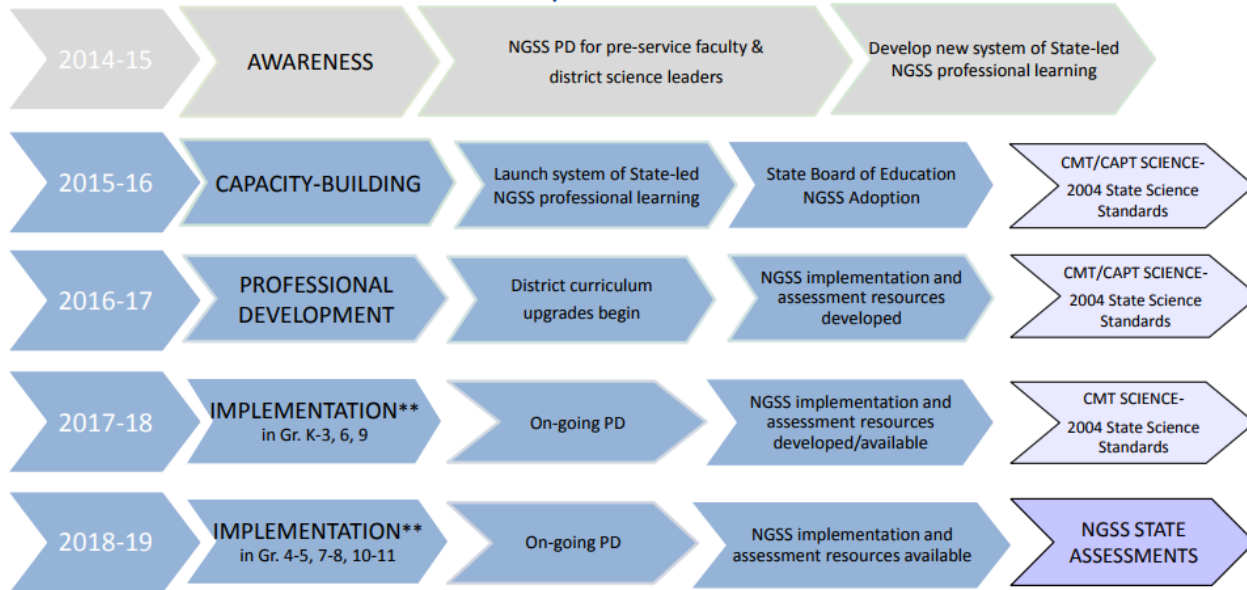 2014-15
AWARENESS
NGSS PD for pre-service faculty &
district science leaders
Develop new system of State-led
NGSS professional learning
2015-16
CAPACITY-BUILDING
Launch system of State-led
NGSS professional learning
State Board of Education
NGSS Adoption
CMT/CAPT SCIENCE-
2004 State Science
Standards
2016-17
PROFESSIONAL
DEVELOPMENT
District curriculum
upgrades begin
NGSS implementation and
assessment resources
developed
CMT/CAPT SCIENCE-
2004 State Science
Standards
2017-18
IMPLEMENTATION**
in Gr. K-3, 6, 9
On-going PD
NGSS implementation and
assessment resources
developed/available
CMT SCIENCE-
2004 State Science
Standards
2018-19
IMPLEMENTATION**
in Gr. 4-5, 7-8, 10-11
On-going PD
NGSS implementation and
assessment resources available
NGSS STATE
ASSESSMENTS